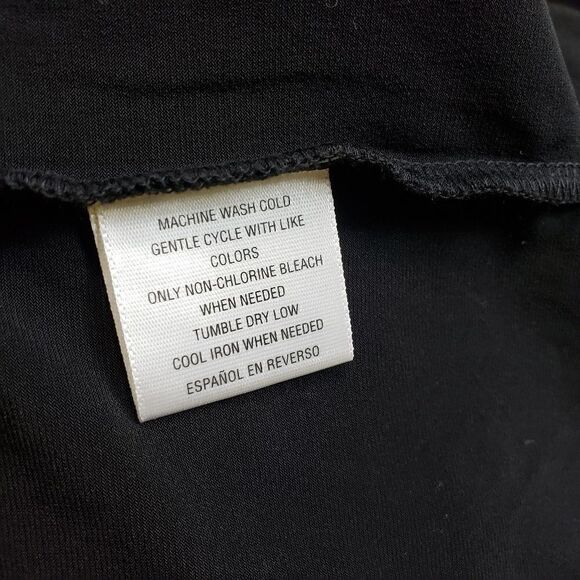 MACHINE WASH COLD
GENTLE CYCLE WITH LIKE
COLORS
ONLY NON-CHLORINE BLEACH
WHEN NEEDED
TUMBLE DRY LOW
COOL IRON WHEN NEEDED
ESPAÑOL EN REVERSO